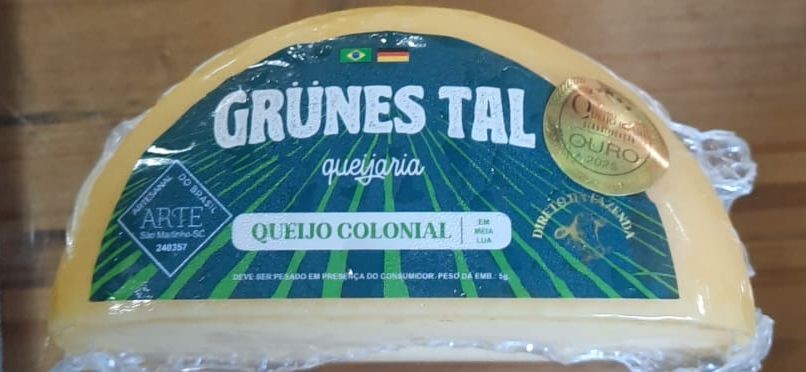 GRÜNES TAL
queijaria
OURO
2025
ARTESANAL
DO BRASIL
ARTE
São Martinho-SC
240357
QUEIJO COLONIAL
EM
MEIA
LUA
DIRETO DA FAZENDA
DEVE SER PESADO EM PRESENÇA DO CONSUMIDOR. PESO DA EMB.: 5g.